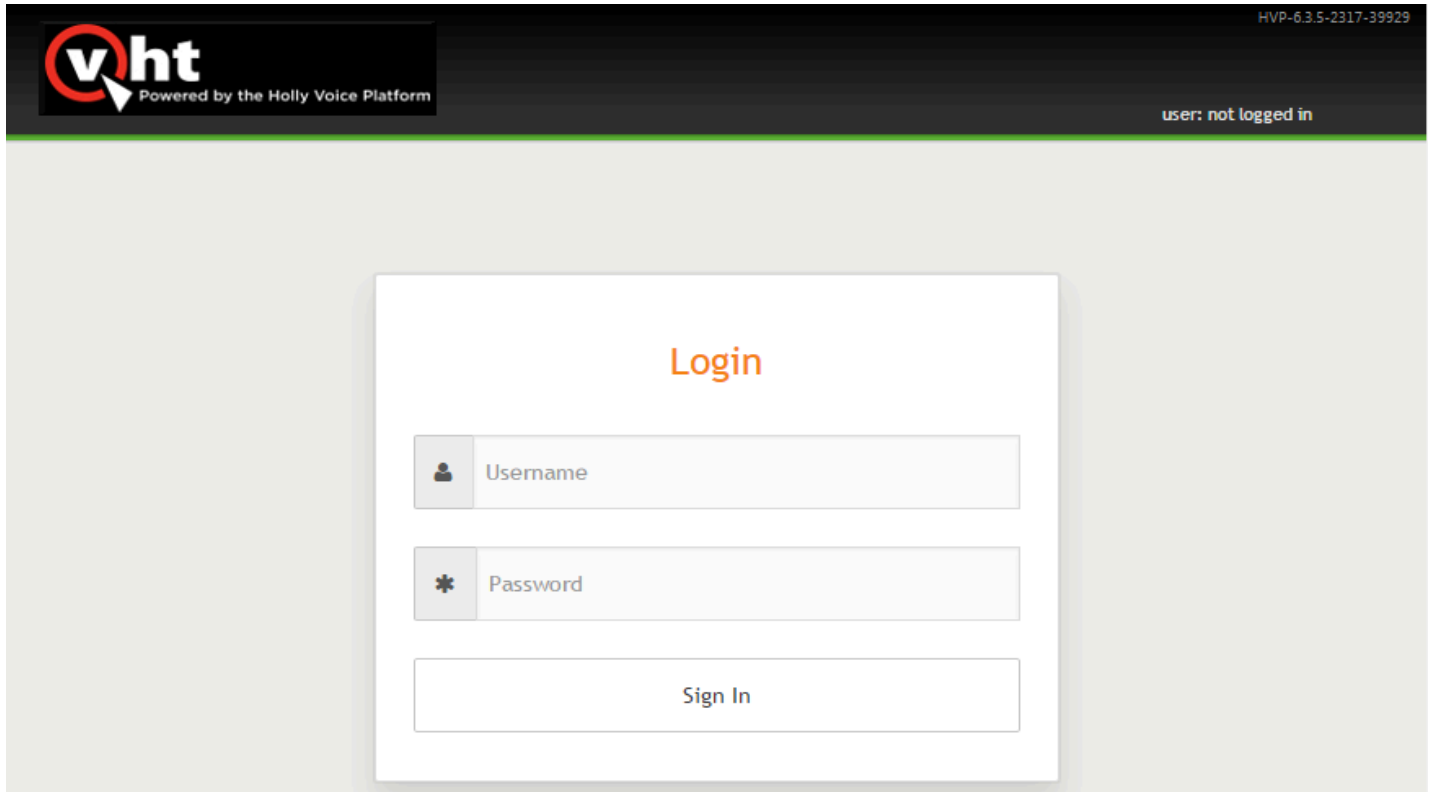 HVP-6.3.5-2317-39929
vht
Powered by the Holly Voice Platform
user: not logged in
Login
Username
Password
Sign In